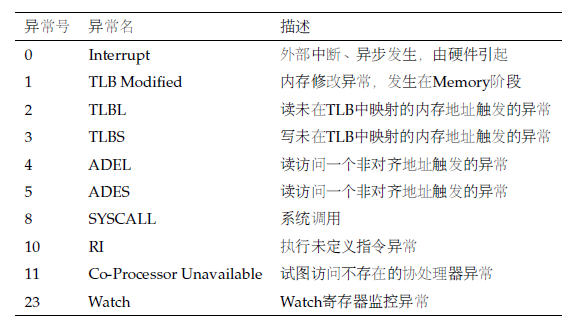 异常号 异常名 描述
0 Interrupt 外部中断、异步发生，由硬件引起
1 TLB Modified 内存修改异常，发生在Memory阶段
2 TLBL 读未在TLB中映射的内存地址触发的异常
3 TLBS 写未在TLB中映射的内存地址触发的异常
4 ADEL 读访问一个非对齐地址触发的异常
5 ADES 读访问一个非对齐地址触发的异常
8 SYSCALL 系统调用
10 RI 执行未定义指令异常
11 Co-Processor Unavailable 试图访问不存在的协处理器异常
23 Watch Watch寄存器监控异常